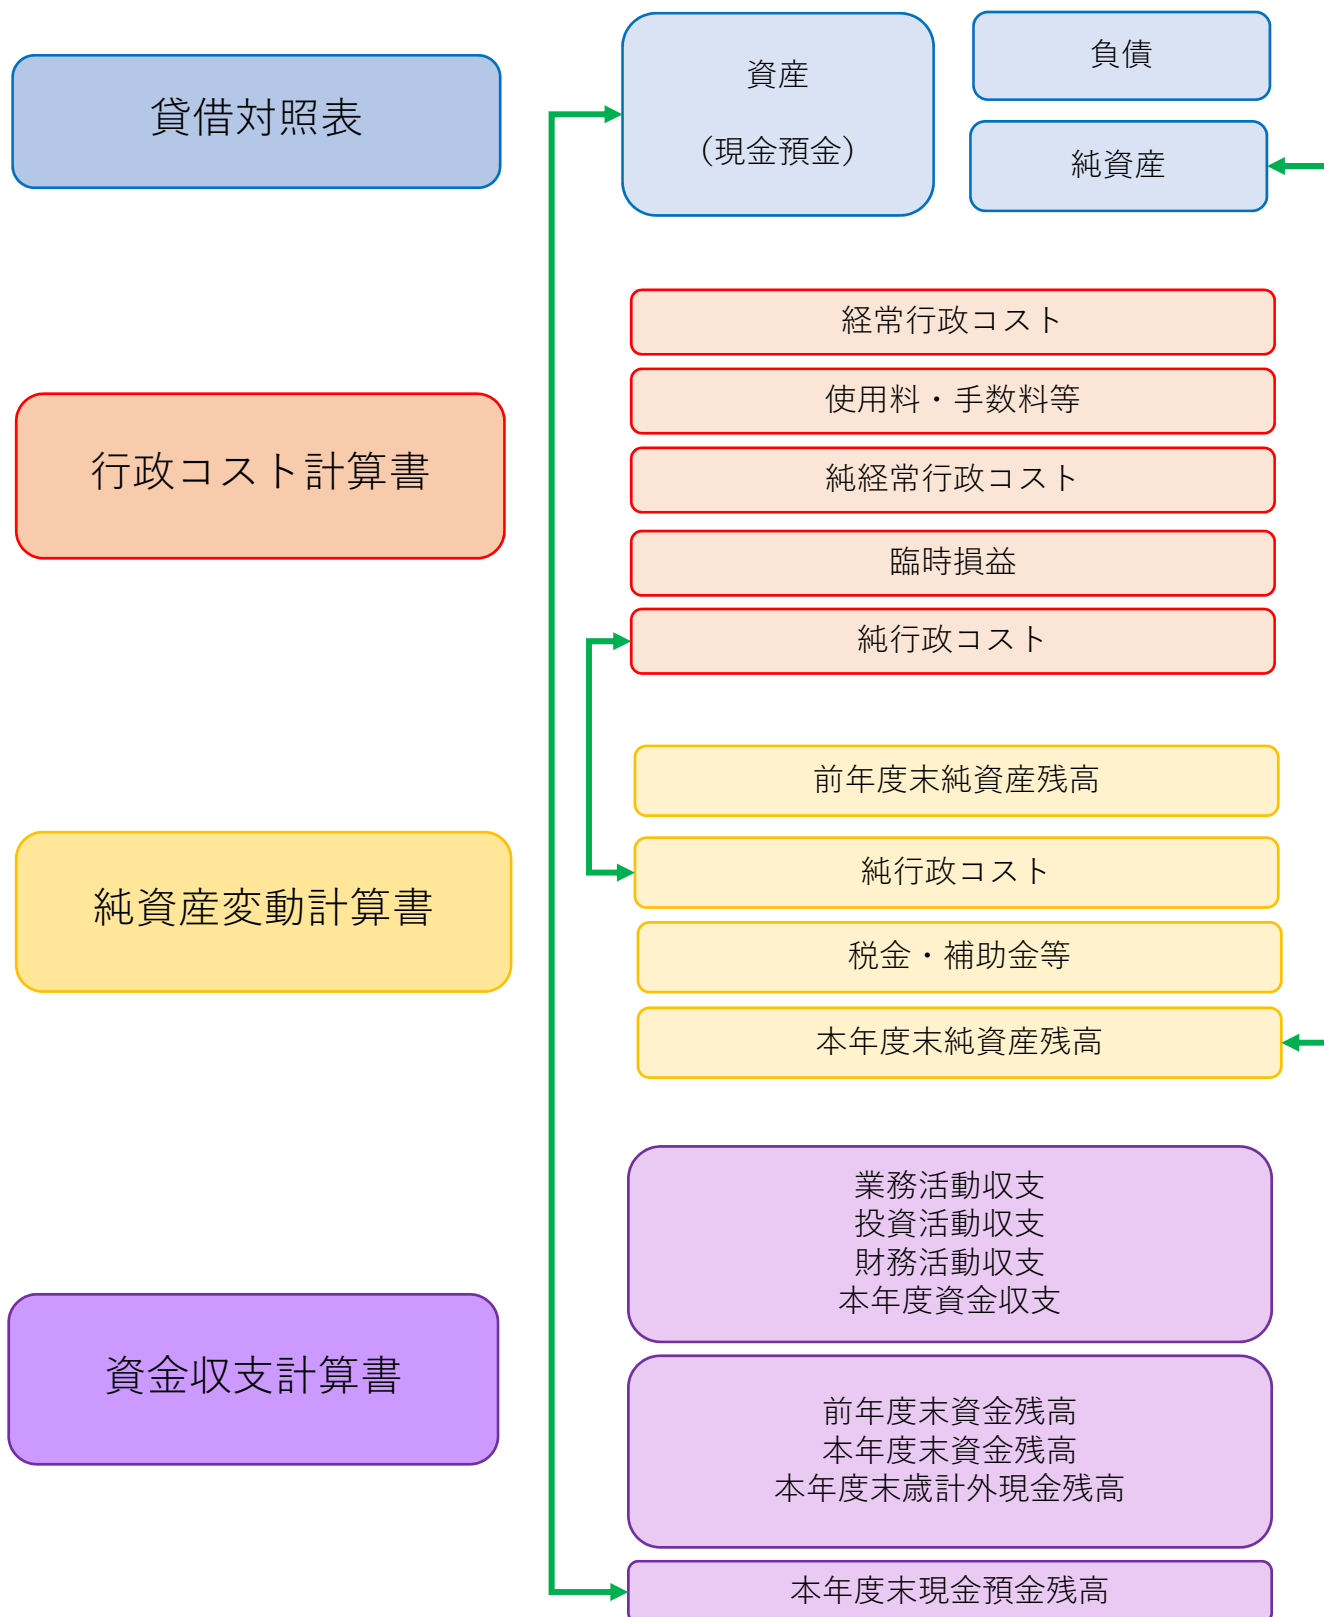 貸借対照表
資産
（現金預金）
負債
純資産
行政コスト計算書
経常行政コスト
使用料・手数料等
純経常行政コスト
臨時損益
純行政コスト
純資産変動計算書
前年度末純資産残高
純行政コスト
税金・補助金等
本年度末純資産残高
資金収支計算書
業務活動収支
投資活動収支
財務活動収支
本年度資金収支
前年度末資金残高
本年度末資金残高
本年度末歳計外現金残高
本年度末現金預金残高